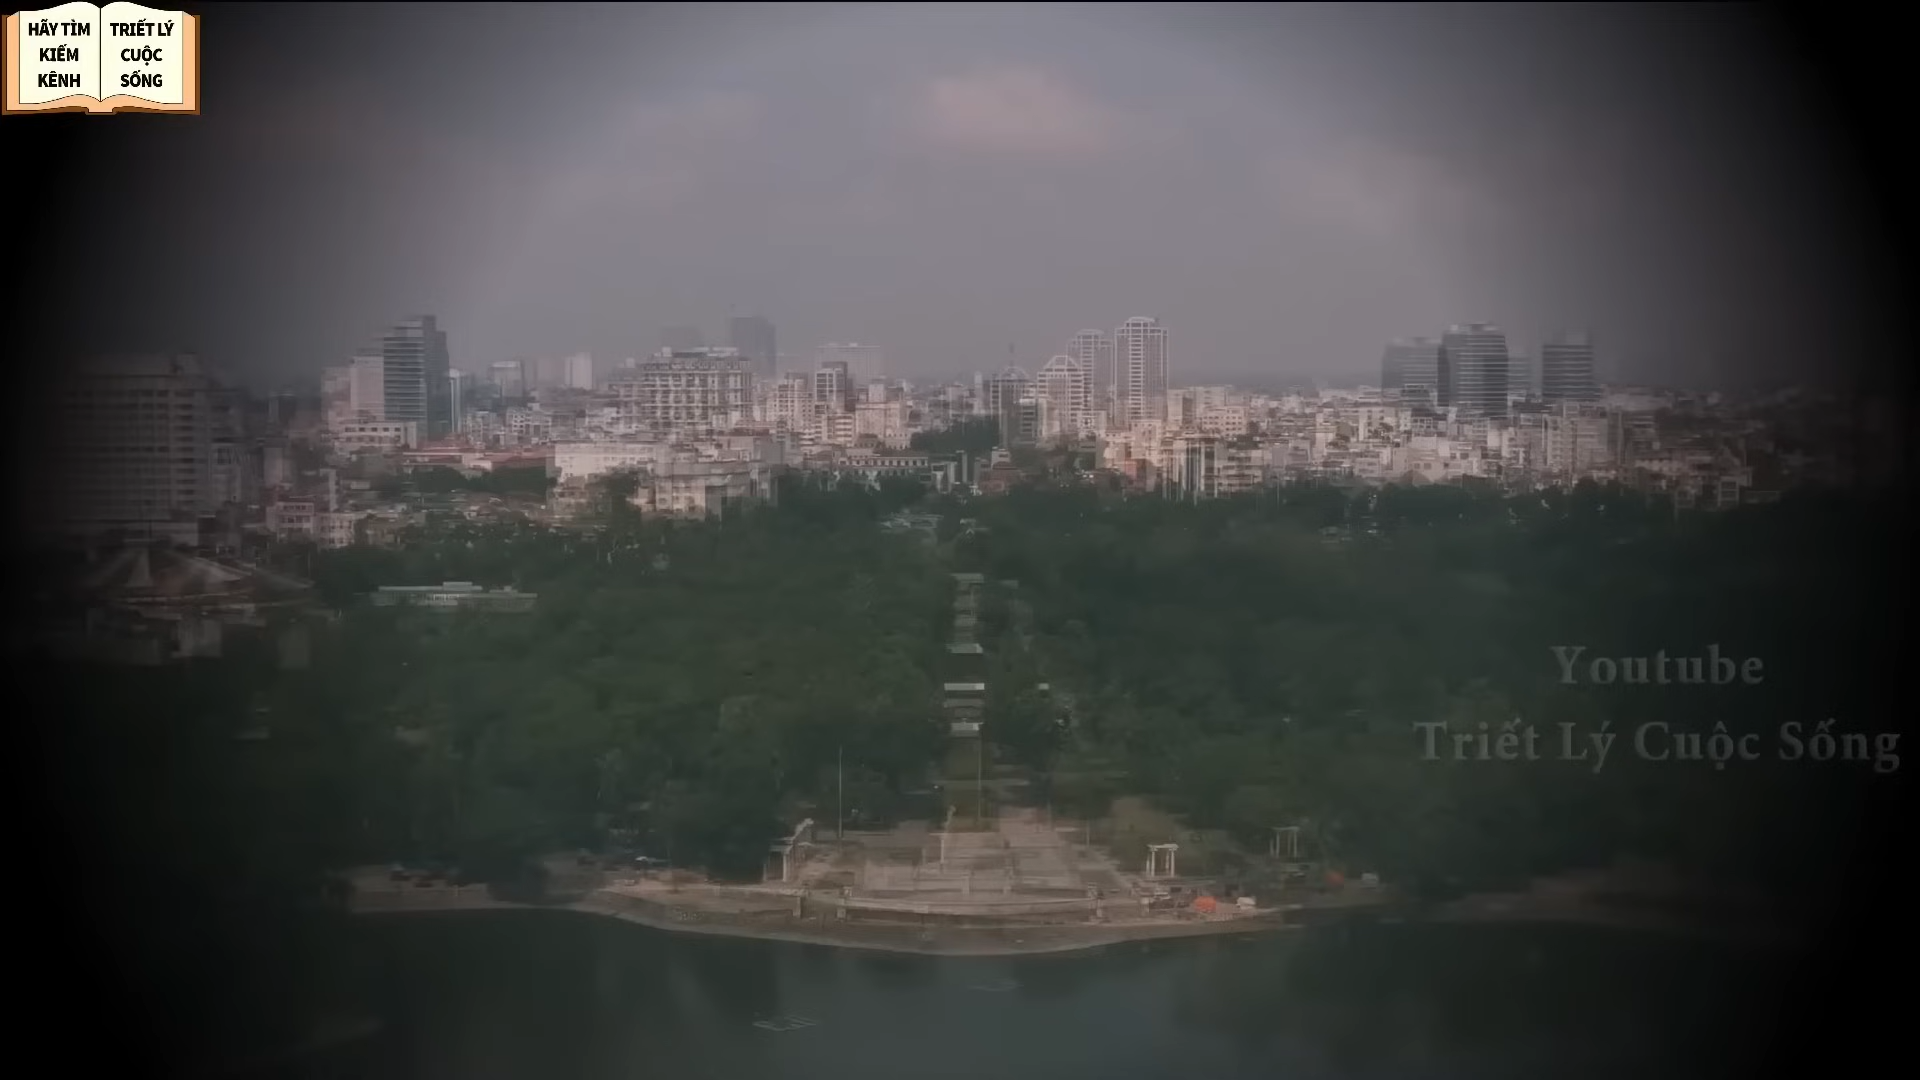 HÃY TÌM
KIẾM
KÊNH
TRIẾT LÝ
CUỘC
SỐNG
Youtube
Triết Lý Cuộc Sống